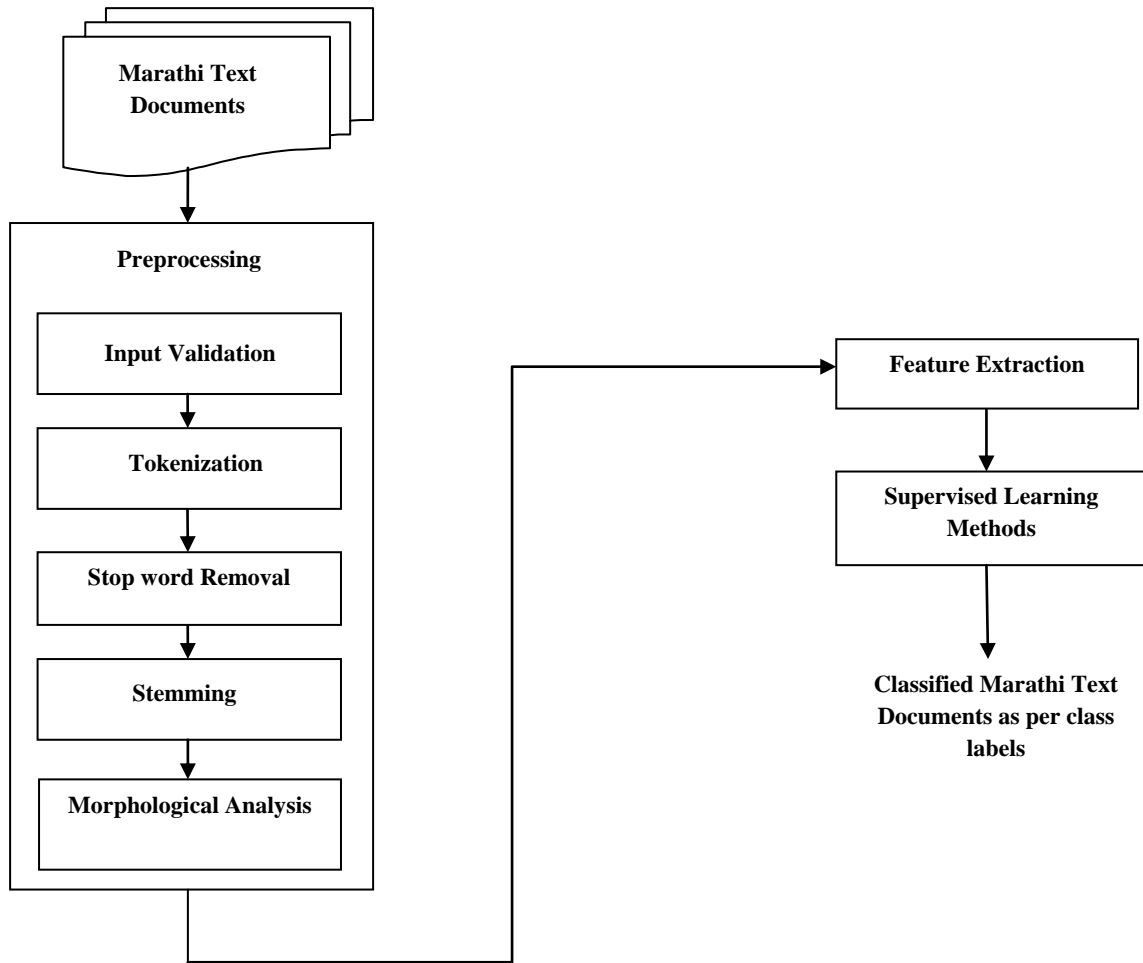 Marathi Text
Documents
Preprocessing
Input Validation
Tokenization
Stop word Removal
Stemming
Morphological Analysis
Feature Extraction
Supervised Learning
Methods
Classified Marathi Text
Documents as per class
labels